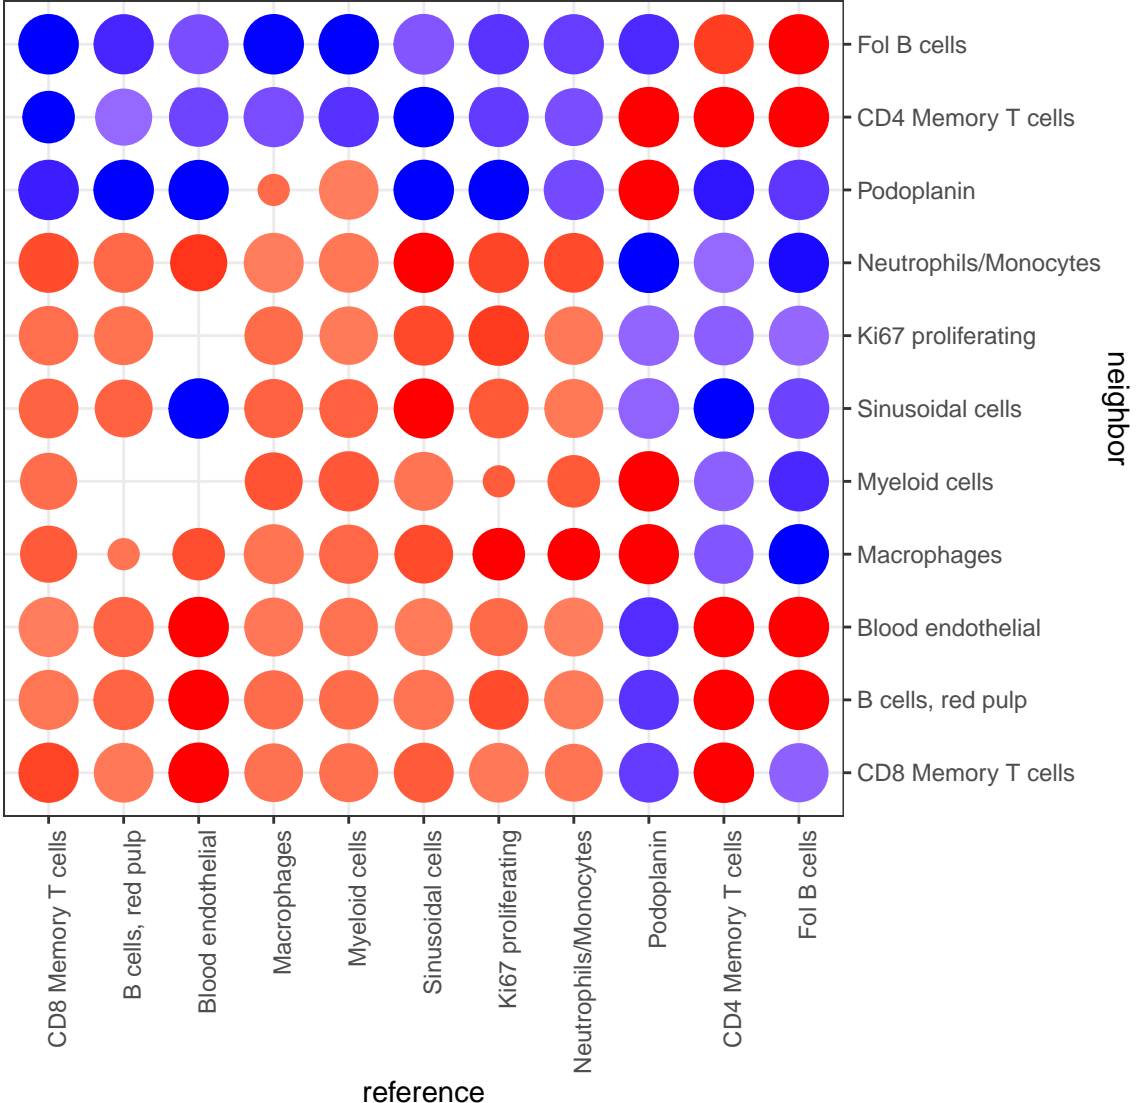 Fol B cells
CD4 Memory T cells
Podoplanin
Neutrophils/Monocytes
Ki67 proliferating
Sinusoidal cells
Myeloid cells
Macrophages
Blood endothelial
B cells, red pulp
CD8 Memory T cells
neighbor
CD8 Memory T cells
B cells, red pulp
Blood endothelial
Macrophages
Myeloid cells
Sinusoidal cells
Ki67 proliferating
Neutrophils/Monocytes
Podoplanin
CD4 Memory T cells
Fol B cells
reference